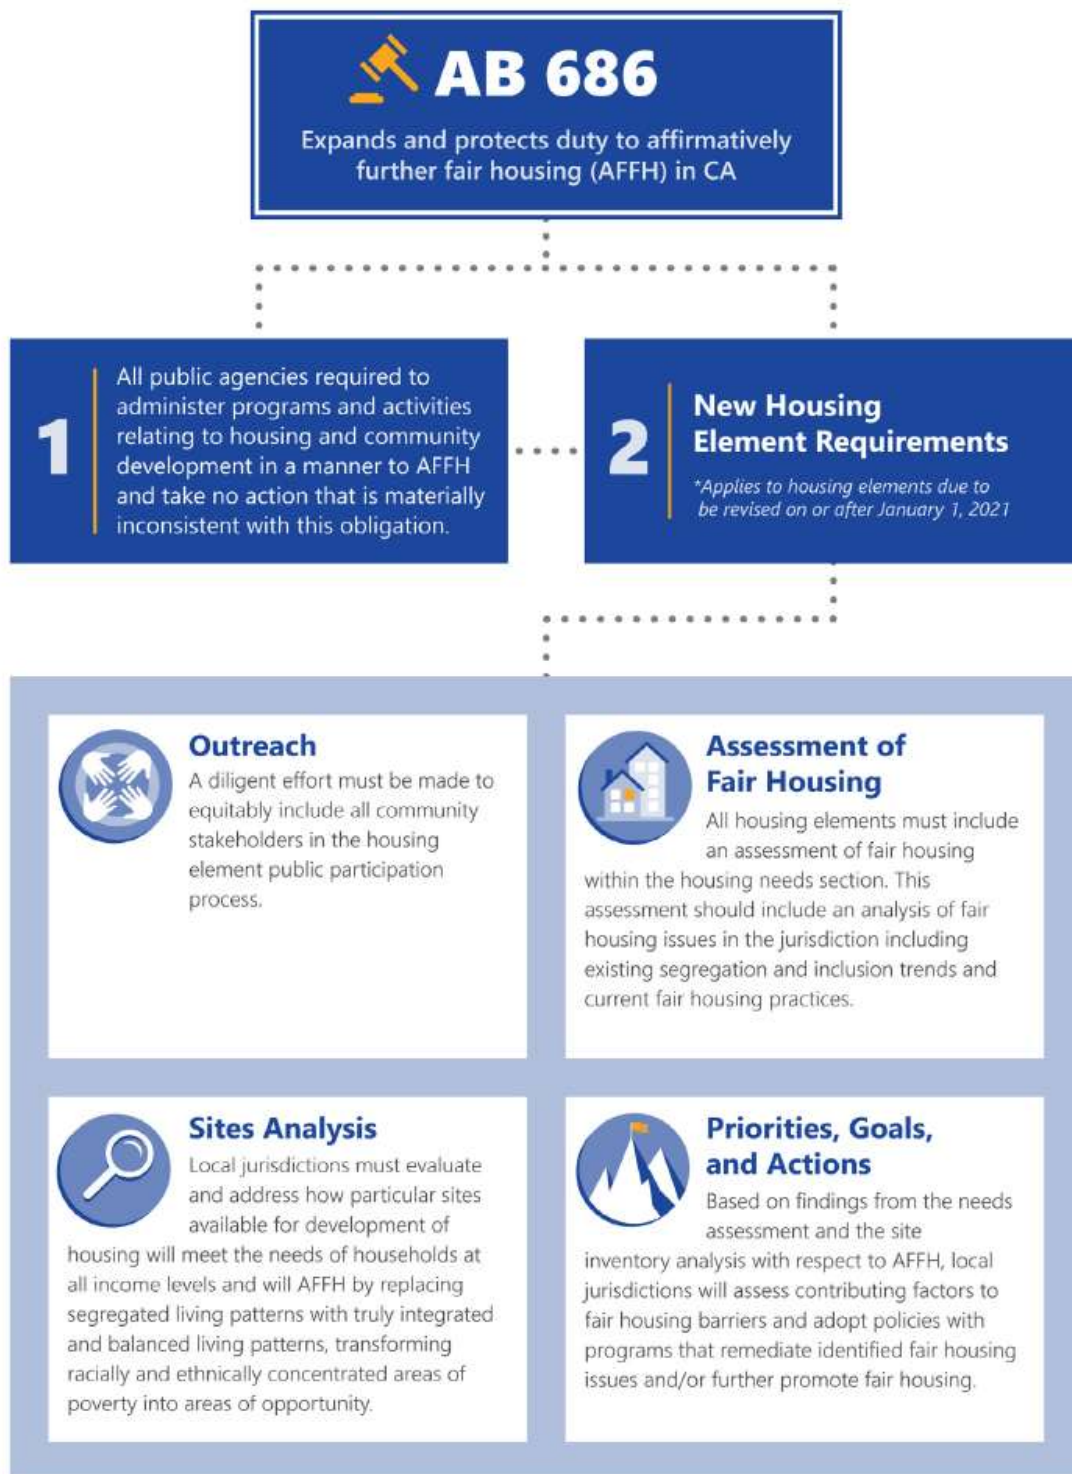 AB 686
Expands and protects duty to affirmatively
further fair housing (AFFH) in CA
1
All public agencies required to
administer programs and activities
relating to housing and community
development in a manner to AFFH
and take no action that is materially
inconsistent with this obligation.
2
New Housing
Element Requirements
*Applies to housing elements due to
be revised on or after January 1, 2021
Outreach
A diligent effort must be made to
equitably include all community
stakeholders in the housing
element public participation
process.
Assessment of
Fair Housing
All housing elements must include
an assessment of fair housing
within the housing needs section. This
assessment should include an analysis of fair
housing issues in the jurisdiction including
existing segregation and inclusion trends and
current fair housing practices.
Sites Analysis
Local jurisdictions must evaluate
and address how particular sites
available for development of
housing will meet the needs of households at
all income levels and will AFFH by replacing
segregated living patterns with truly integrated
and balanced living patterns, transforming
racially and ethnically concentrated areas of
poverty into areas of opportunity.
Priorities, Goals,
and Actions
Based on findings from the needs
assessment and the site
inventory analysis with respect to AFFH, local
jurisdictions will assess contributing factors to
fair housing barriers and adopt policies with
programs that remediate identified fair housing
issues and/or further promote fair housing.